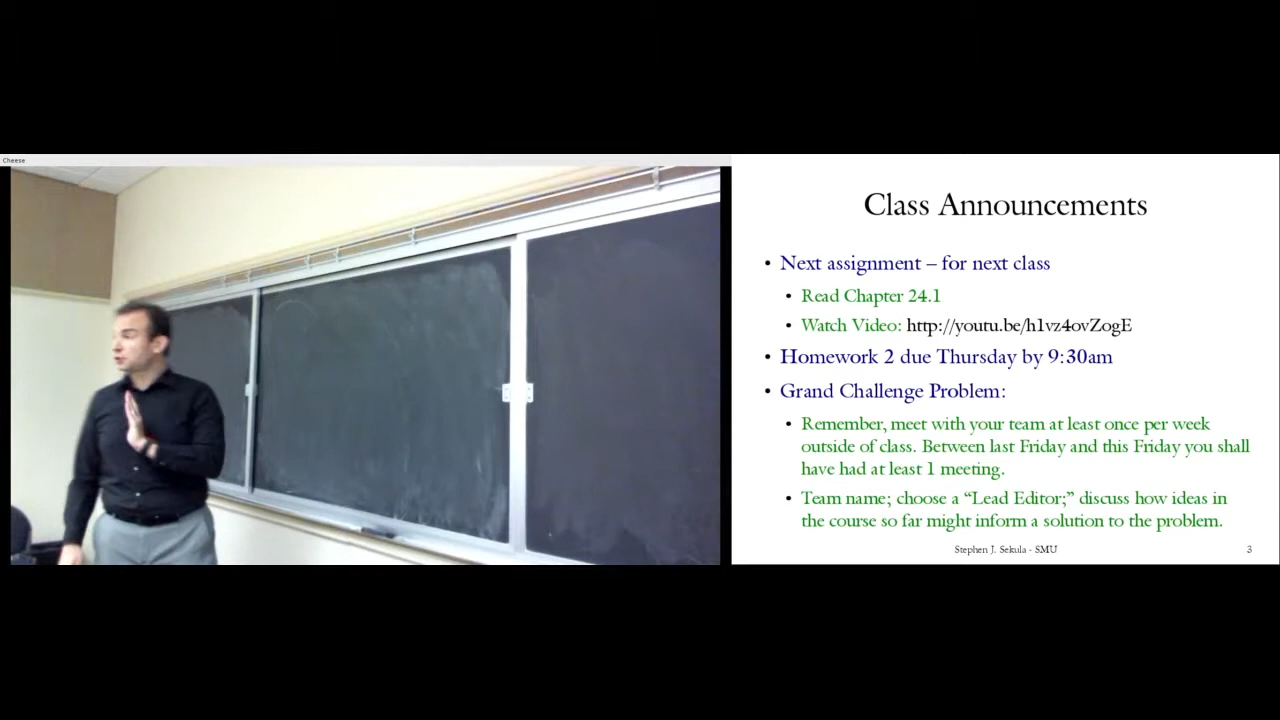 Cheese
Class Announcements
• Next assignment – for next class
• Read Chapter 24.1
• Watch Video: http://youtu.be/h1vz4ovZogE
• Homework 2 due Thursday by 9:30am
• Grand Challenge Problem:
• Remember, meet with your team at least once per week
outside of class. Between last Friday and this Friday you shall
have had at least 1 meeting.
• Team name; choose a “Lead Editor;” discuss how ideas in
the course so far might inform a solution to the problem.
Stephen J. Sekula - SMU 3